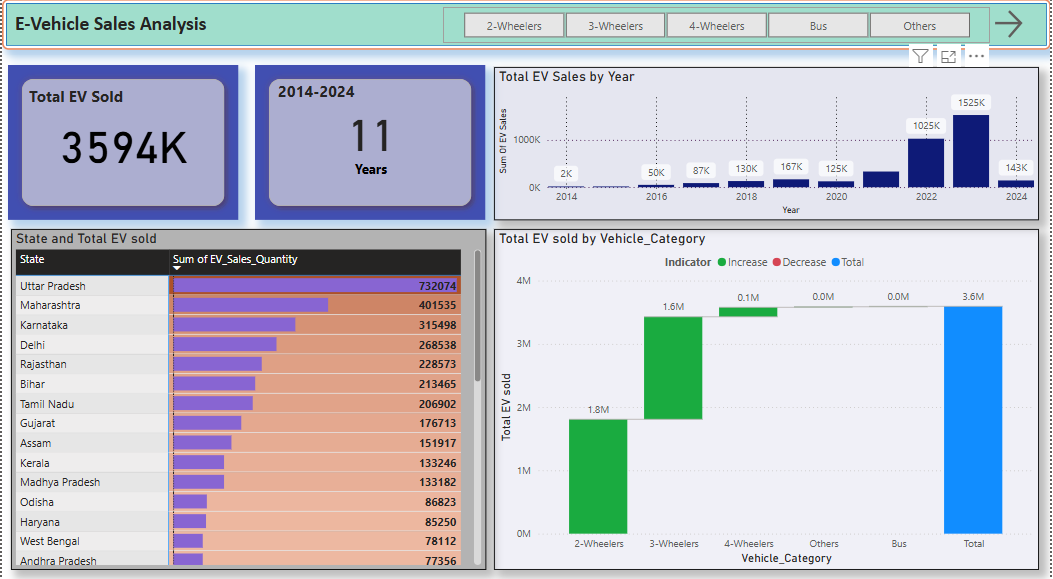 E-Vehicle Sales Analysis
2-Wheelers
3-Wheelers
4-Wheelers
Bus
Others
Total EV Sold
3594K
2014-2024
11
Years
Total EV Sales by Year
Sum Of EV Sales
1000K
0K
2K
50K
87K
130K
167K
125K
1025K
1525K
143K
2014
2016
2018
2020
2022
2024
Year
State and Total EV sold
State Sum of EV_Sales_Quantity
Uttar Pradesh 732074
Maharashtra 401535
Karnataka 315498
Delhi 268538
Rajasthan 228573
Bihar 213465
Tamil Nadu 206902
Gujarat 176713
Assam 151917
Kerala 133246
Madhya Pradesh 133182
Odisha 86823
Haryana 85250
West Bengal 78112
Andhra Pradesh 77356
Total EV sold by Vehicle_Category
Indicator Increase Decrease Total
Total EV sold
4M
3M
2M
1M
0M
1.8M
1.6M
0.1M
0.0M
0.0M
3.6M
2-Wheelers
3-Wheelers
4-Wheelers
Others
Bus
Total
Vehicle_Category